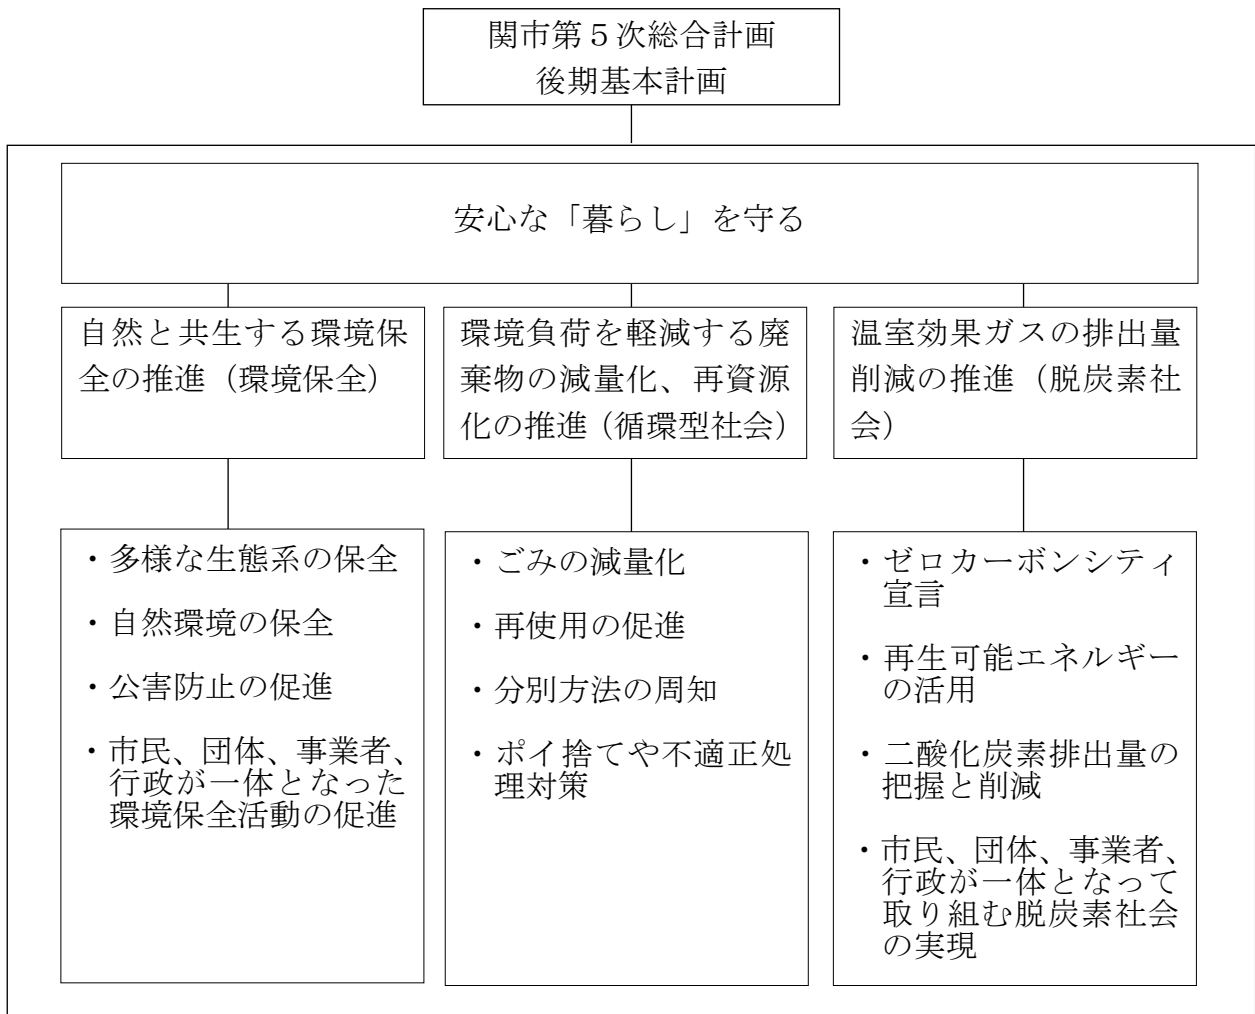 関市第５次総合計画
後期基本計画
安心な「暮らし」を守る
自然と共生する環境保
全の推進（環境保全）
環境負荷を軽減する廃
棄物の減量化、再資源
化の推進（循環型社会）
温室効果ガスの排出量
削減の推進（脱炭素社
会）
・多様な生態系の保全
・自然環境の保全
・公害防止の促進
・市民、団体、事業者、
行政が一体となった
環境保全活動の促進
・ごみの減量化
・再使用の促進
・分別方法の周知
・ポイ捨てや不適正処
理対策
・ゼロカーボンシティ
宣言
・再生可能エネルギー
の活用
・二酸化炭素排出量の
把握と削減
・市民、団体、事業者、
行政が一体となって
取り組む脱炭素社会
の実現